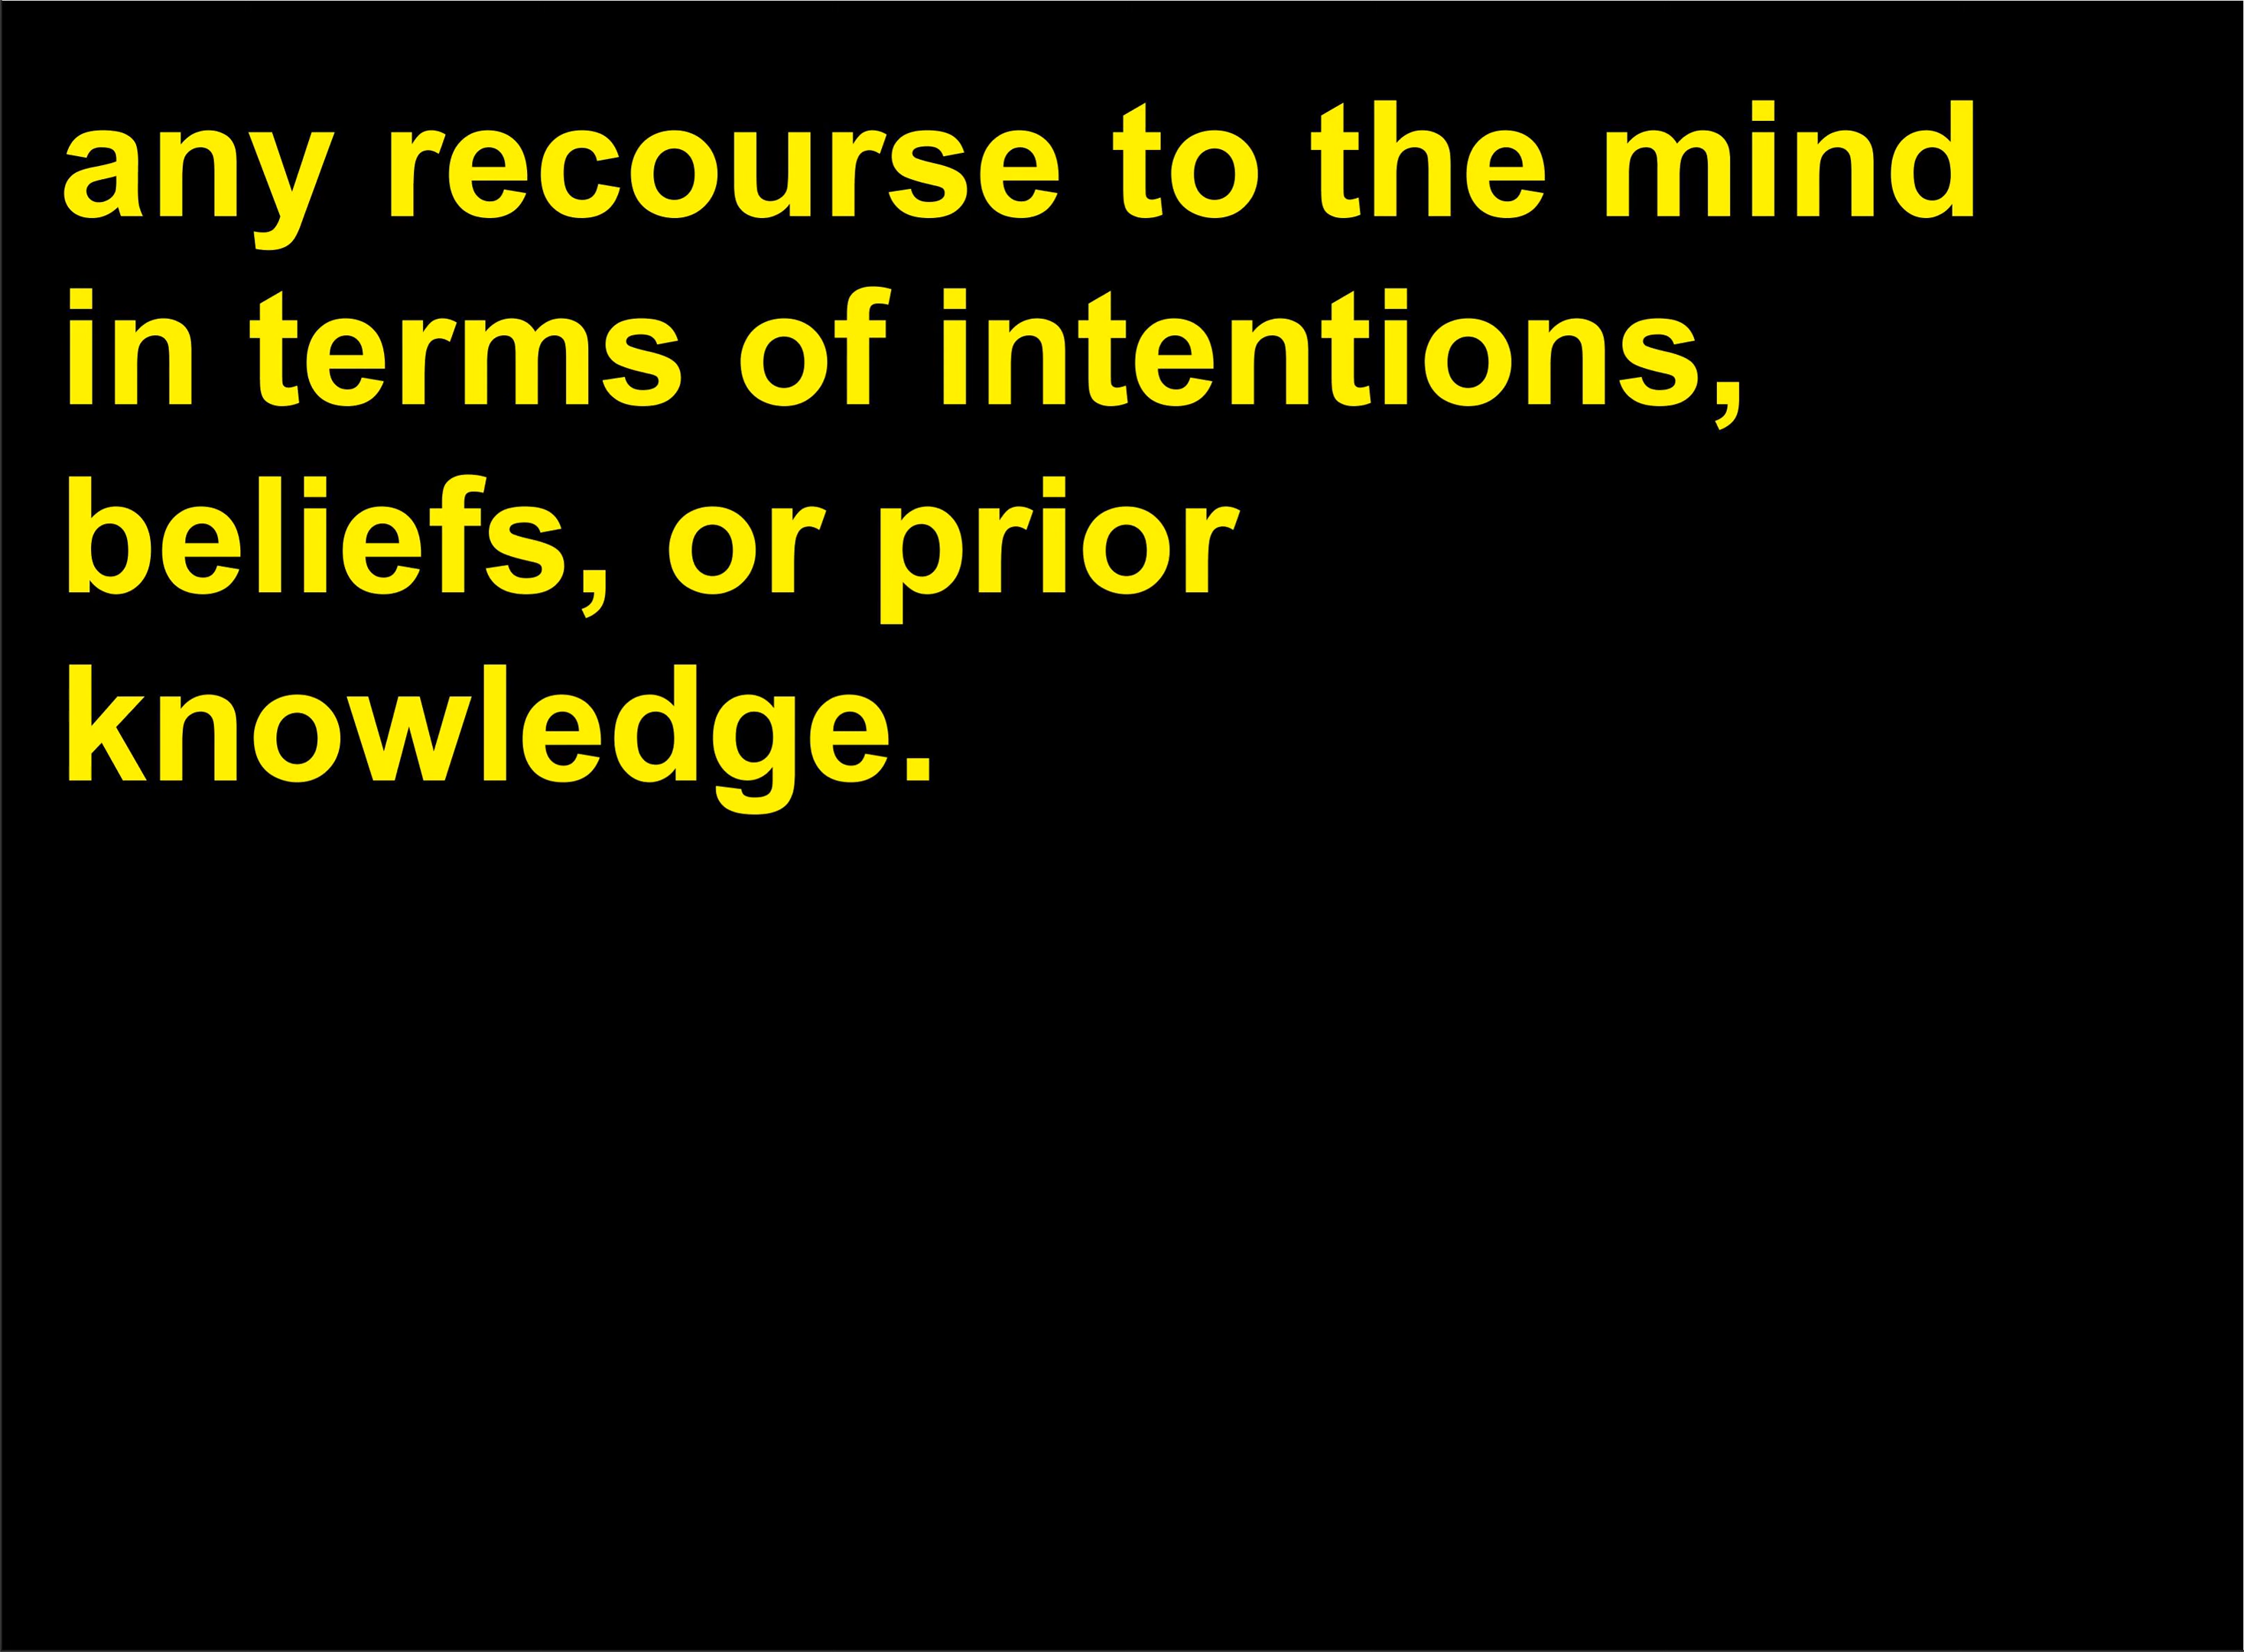 any recourse to the mind
in terms of intentions,
beliefs, or prior
knowledge.